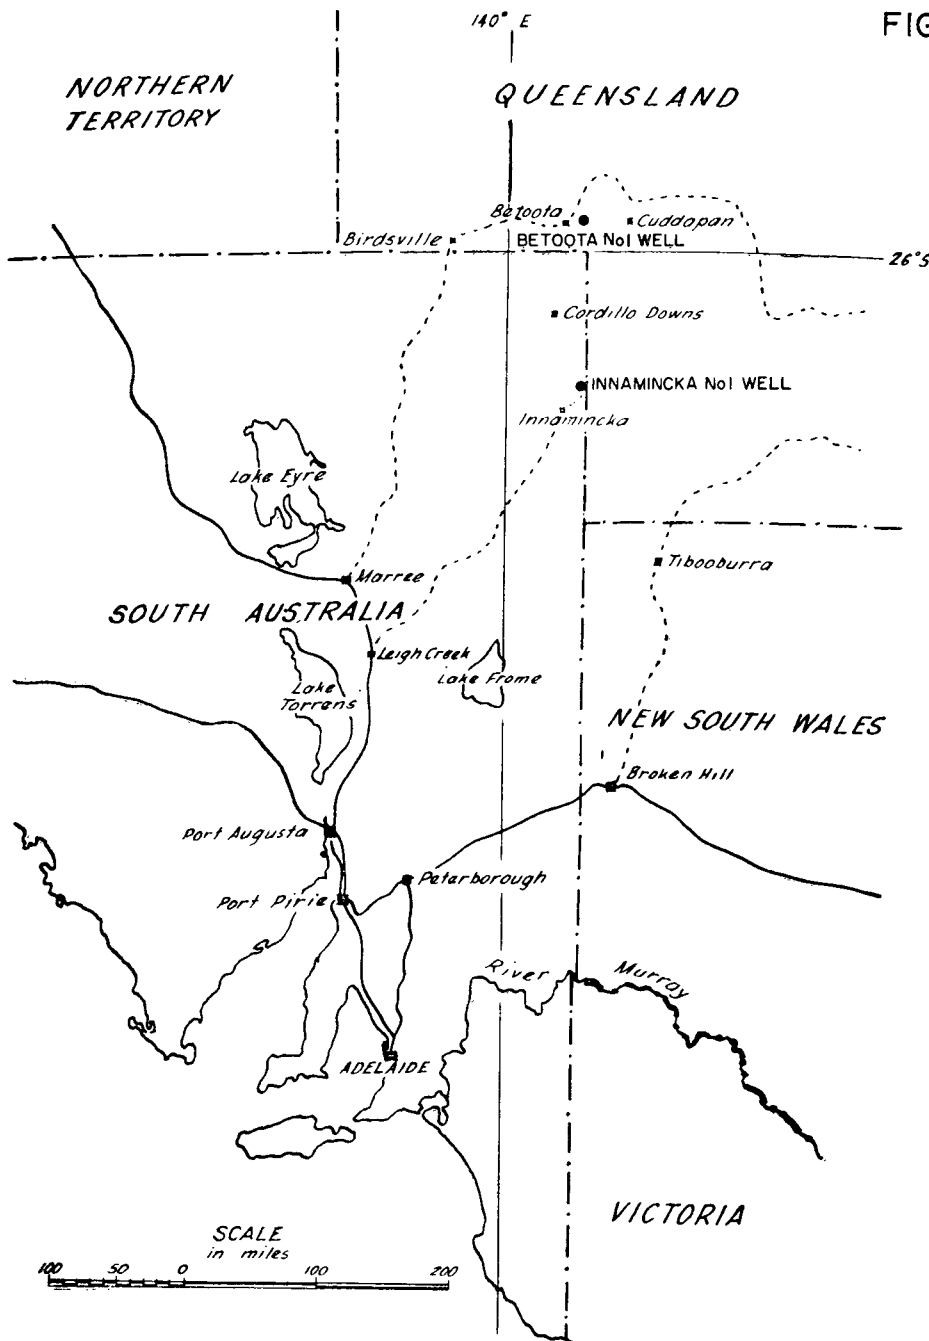 140° E
FIG
NORTHERN
TERRITORY
QUEENSLAND
Betoota
Cuddapan
Birdsville
BETOOTA No1 WELL
26°S
Cordillo Downs
INNAMINCKA No1 WELL
Innamincka
Lake Eyre
Tibooburra
Marree
SOUTH AUSTRALIA
Leigh Creek
Lake Frome
Lake
Torrens
NEW SOUTH WALES
Broken Hill
Port Augusta
Peterborough
Port Pirie
River Murray
ADELAIDE
VICTORIA
SCALE
in miles
100 50 0 100 200